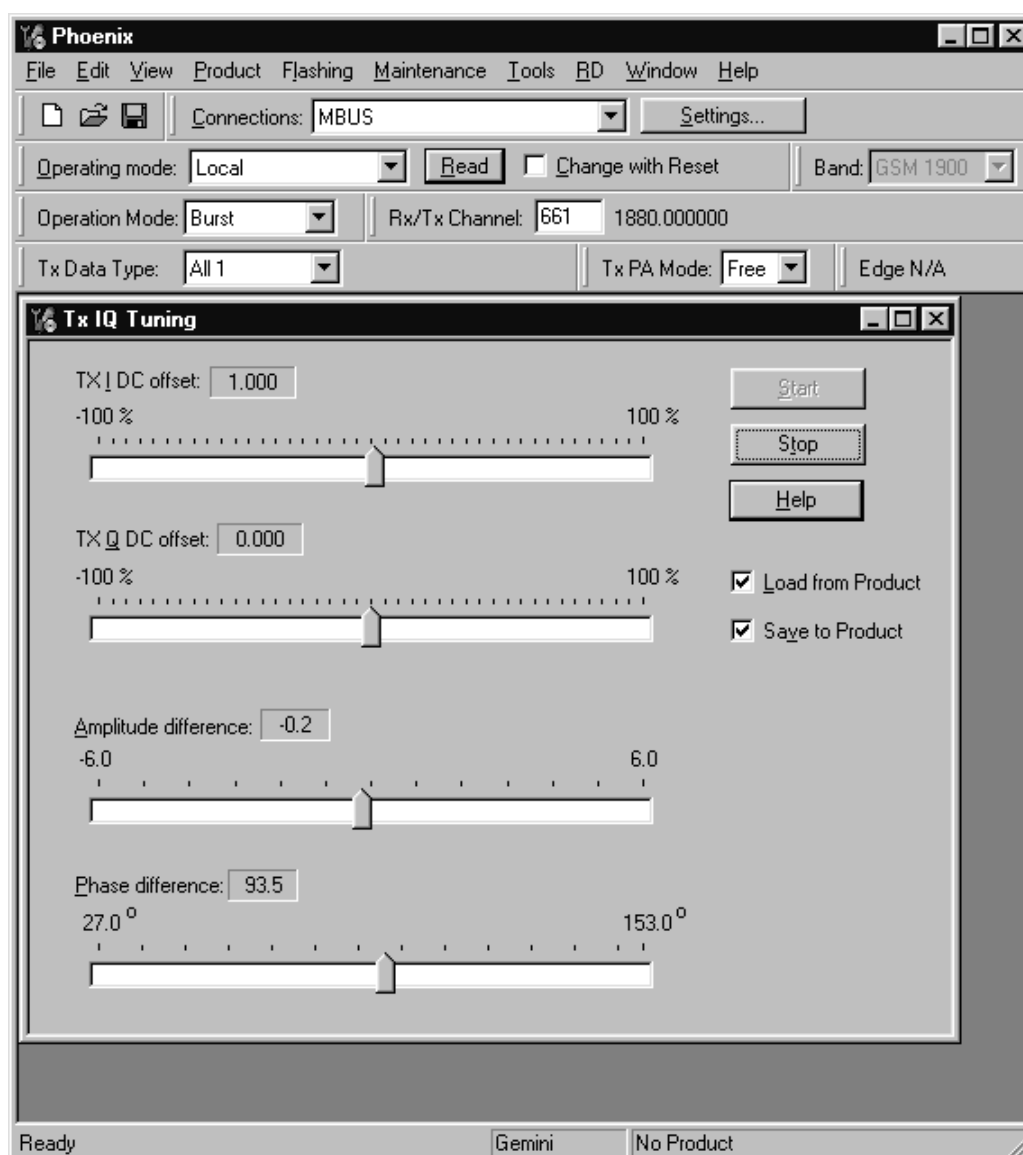 Phoenix
File Edit View Product Flashing Maintenance Tools RD Window Help
Connections: MBUS Settings...
Operating mode: Local Read Change with Reset Band: GSM 1900
Operation Mode: Burst Rx/Tx Channel: 661 1880.000000
Tx Data Type: All 1 Tx PA Mode: Free Edge N/A
Tx IQ Tuning
TX I DC offset: 1.000
-100 % 100 %
Start
Stop
Help
TX Q DC offset: 0.000
-100 % 100 %
Load from Product
Save to Product
Amplitude difference: -0.2
-6.0 6.0
Phase difference: 93.5
27.0 o 153.0 o
Ready Gemini No Product